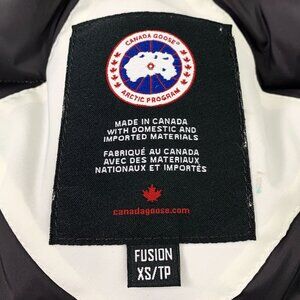 CANADA GOOSE®
ARCTIC PROGRAM
MADE IN CANADA
WITH DOMESTIC AND
IMPORTED MATERIALS
FABRIQUÉ AU CANADA
AVEC DES MATERIAUX
NATIONAUX ET IMPORTÉS
canadagoose.com
FUSION
XS/TP